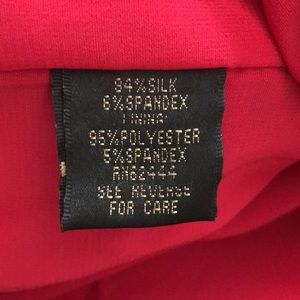 94%SILK
6%SPANDEX
LINING:
95%POLYESTER
5%SPANDEX
RN62444
SEE REVERSE
FOR CARE